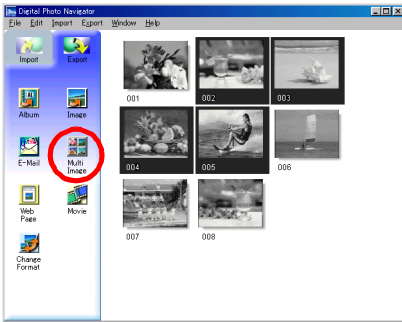 Digital Photo Navigator
File Edit Import Export Window Help
Import Export
001 002 003
Album Image
004 005 006
E-Mail Multi Image
007 008
Web Page Movie
Change Format